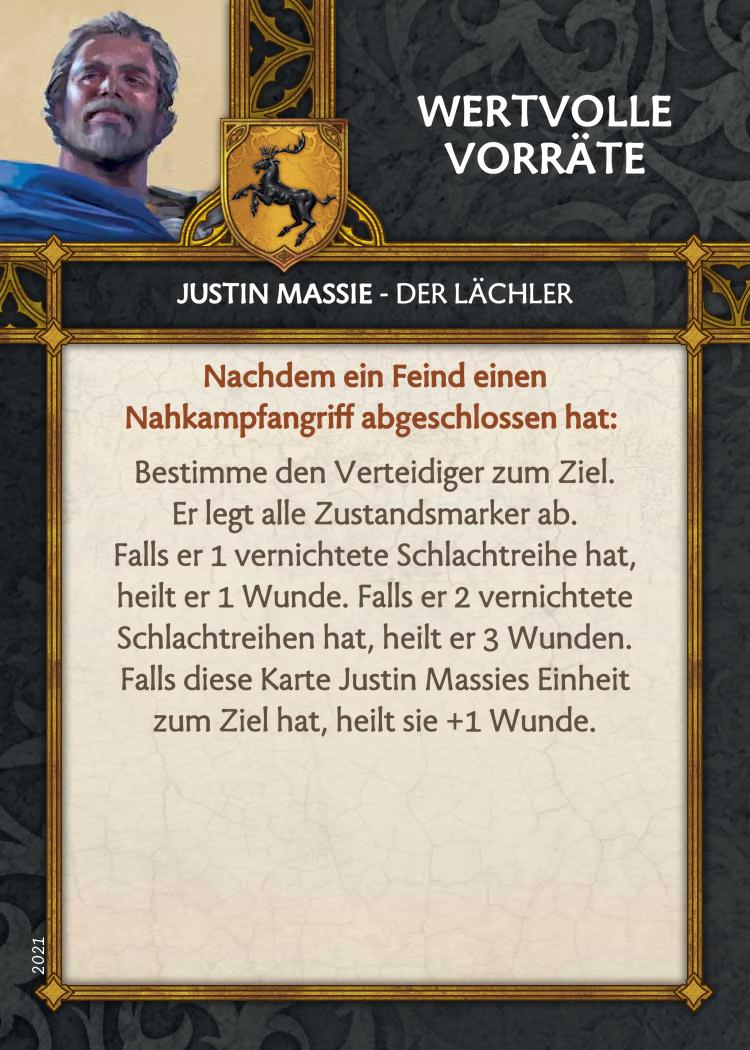 WERTVOLLE
VORRÄTE
JUSTIN MASSIE - DER LÄCHLER
Nachdem ein Feind einen
Nahkampfangriff abgeschlossen hat:
Bestimme den Verteidiger zum Ziel.
Er legt alle Zustandsmarker ab.
Falls er 1 vernichtete Schlachtreihe hat,
heilt er 1 Wunde. Falls er 2 vernichtete
Schlachtreihen hat, heilt er 3 Wunden.
Falls diese Karte Justin Massies Einheit
zum Ziel hat, heilt sie +1 Wunde.
2021